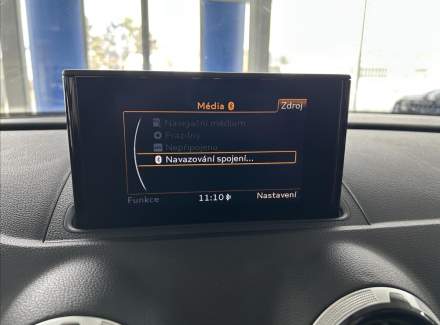 Média
Zdroj
Navigační médium
Prázdný
Nepřipojeno
Navazování spojení...
Funkce
11:10
Nastavení